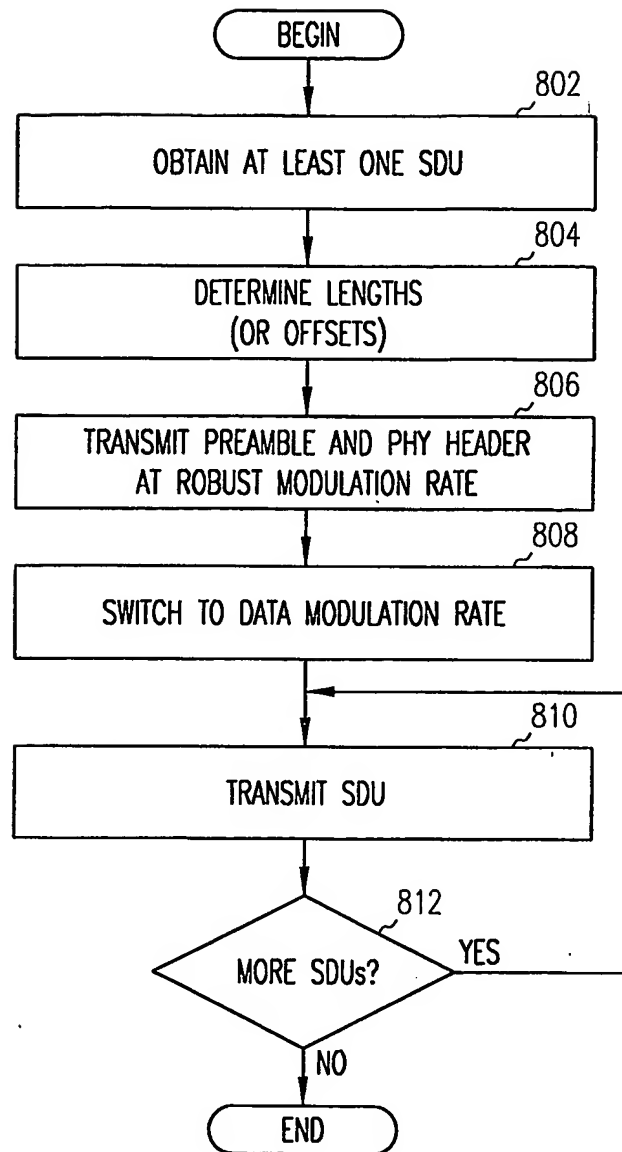 BEGIN
802
OBTAIN AT LEAST ONE SDU
804
DETERMINE LENGTHS
(OR OFFSETS)
806
TRANSMIT PREAMBLE AND PHY HEADER
AT ROBUST MODULATION RATE
808
SWITCH TO DATA MODULATION RATE
810
TRANSMIT SDU
812
MORE SDUs?
YES
NO
END